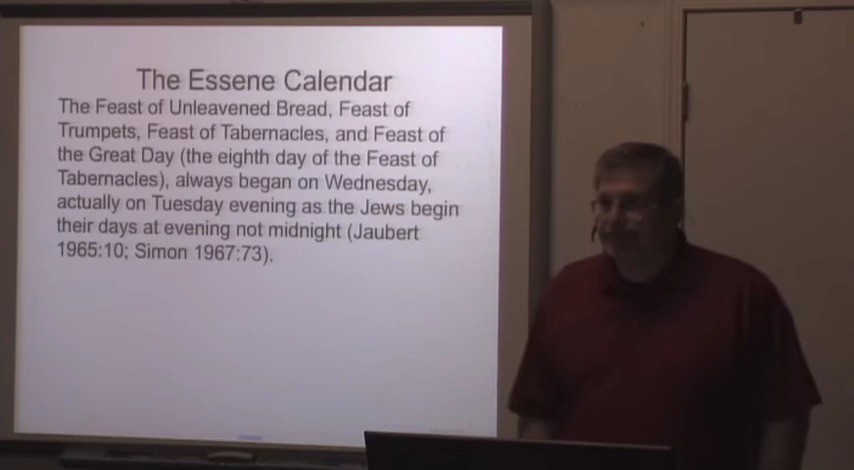 The Essene Calendar
The Feast of Unleavened Bread, Feast of
Trumpets, Feast of Tabernacles, and Feast of
the Great Day (the eighth day of the Feast of
Tabernacles), always began on Wednesday,
actually on Tuesday evening as the Jews begin
their days at evening not midnight (Jaubert
1965:10; Simon 1967:73).